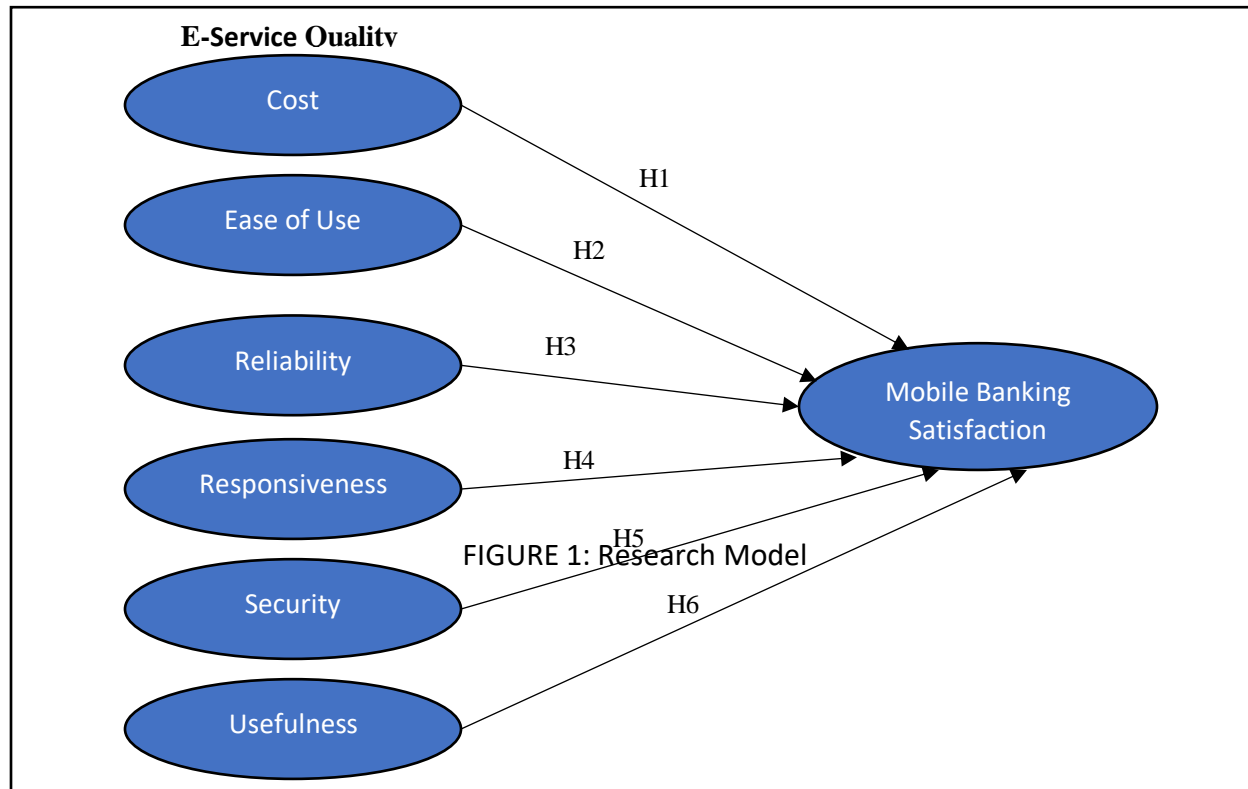 E-Service Quality
Cost
H1
Ease of Use
H2
Reliability
H3
Mobile Banking
Satisfaction
Responsiveness
H4
H5
FIGURE 1: Research Model
Security
H6
Usefulness